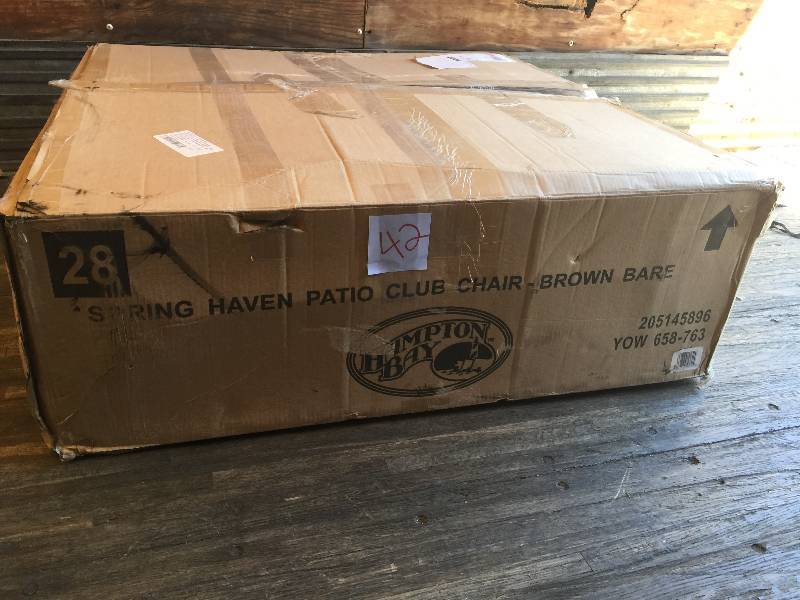 42
28
SPRING HAVEN PATIO CLUB CHAIR - BROWN BARE
HAMPTON
BAY
205145896
YOW 658-763